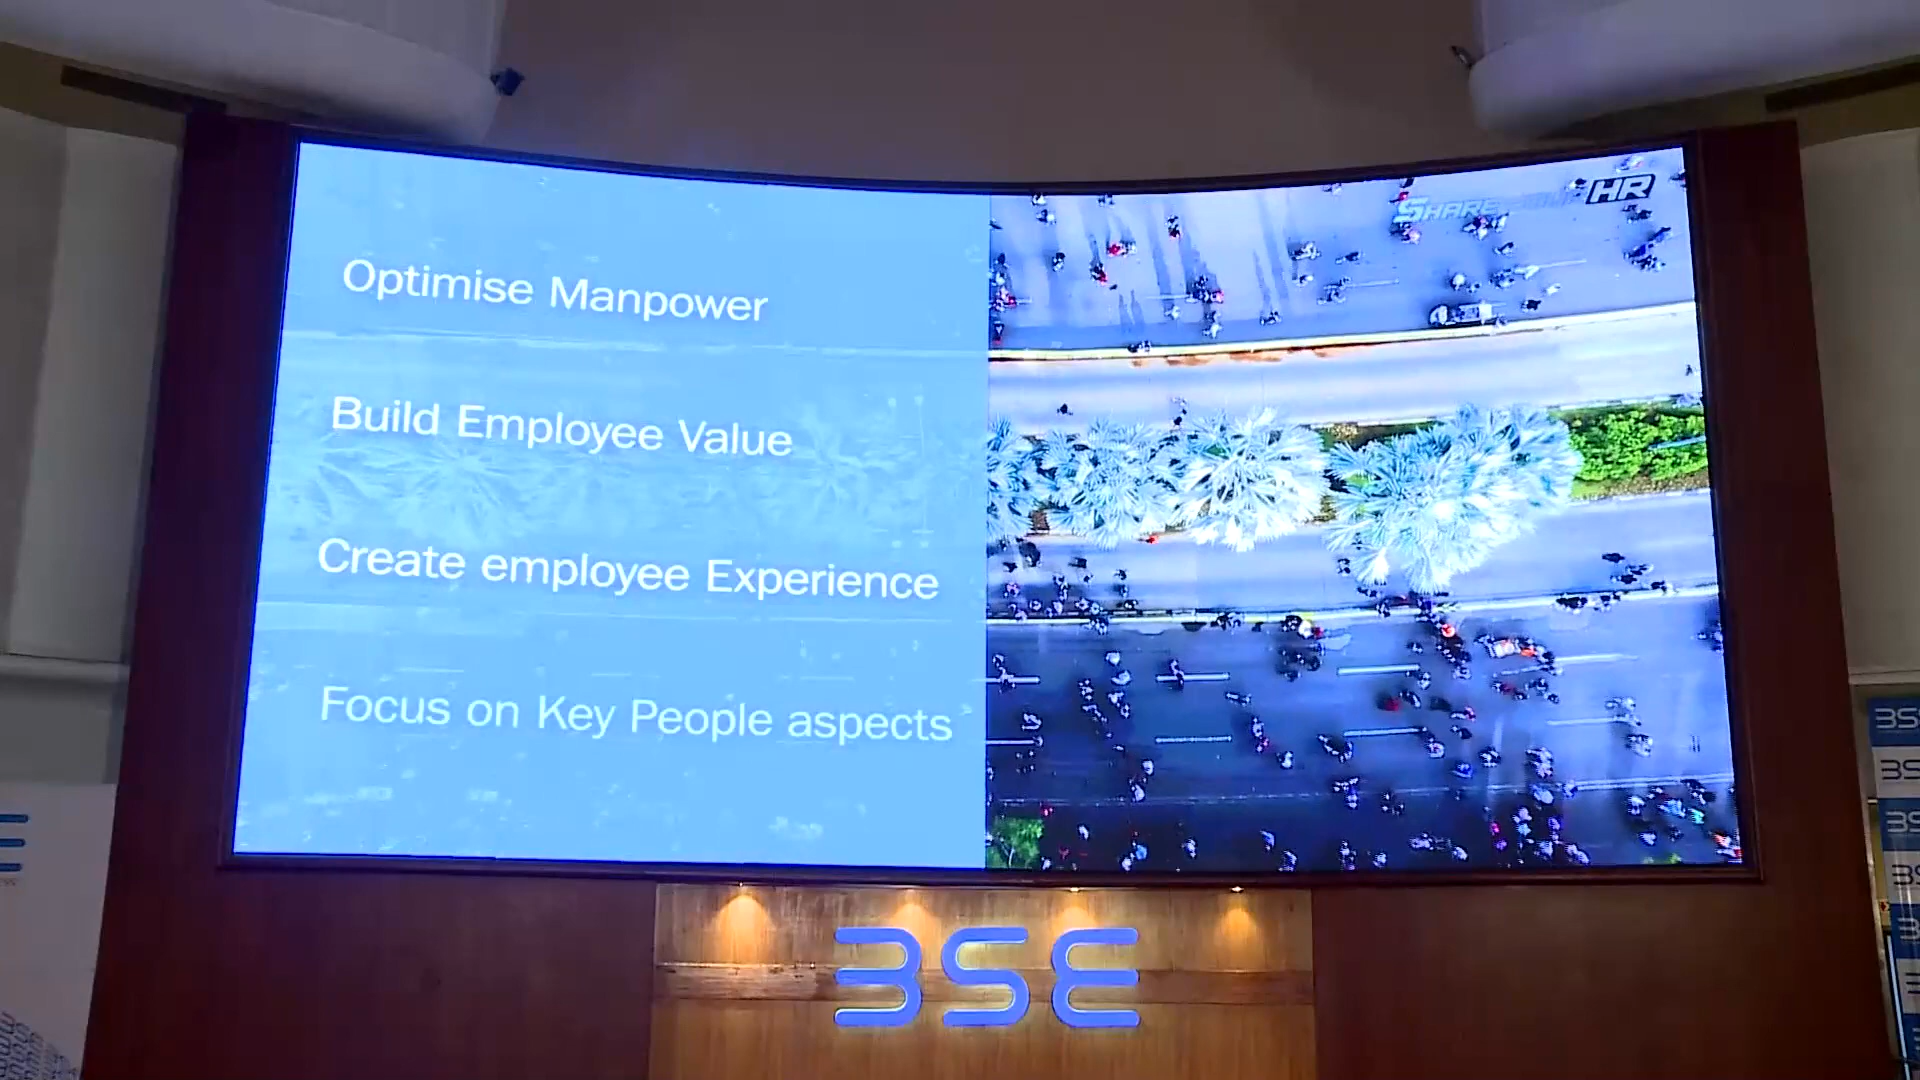 HR
Optimise Manpower
Build Employee Value
Create employee Experience
Focus on Key People aspects
BSE